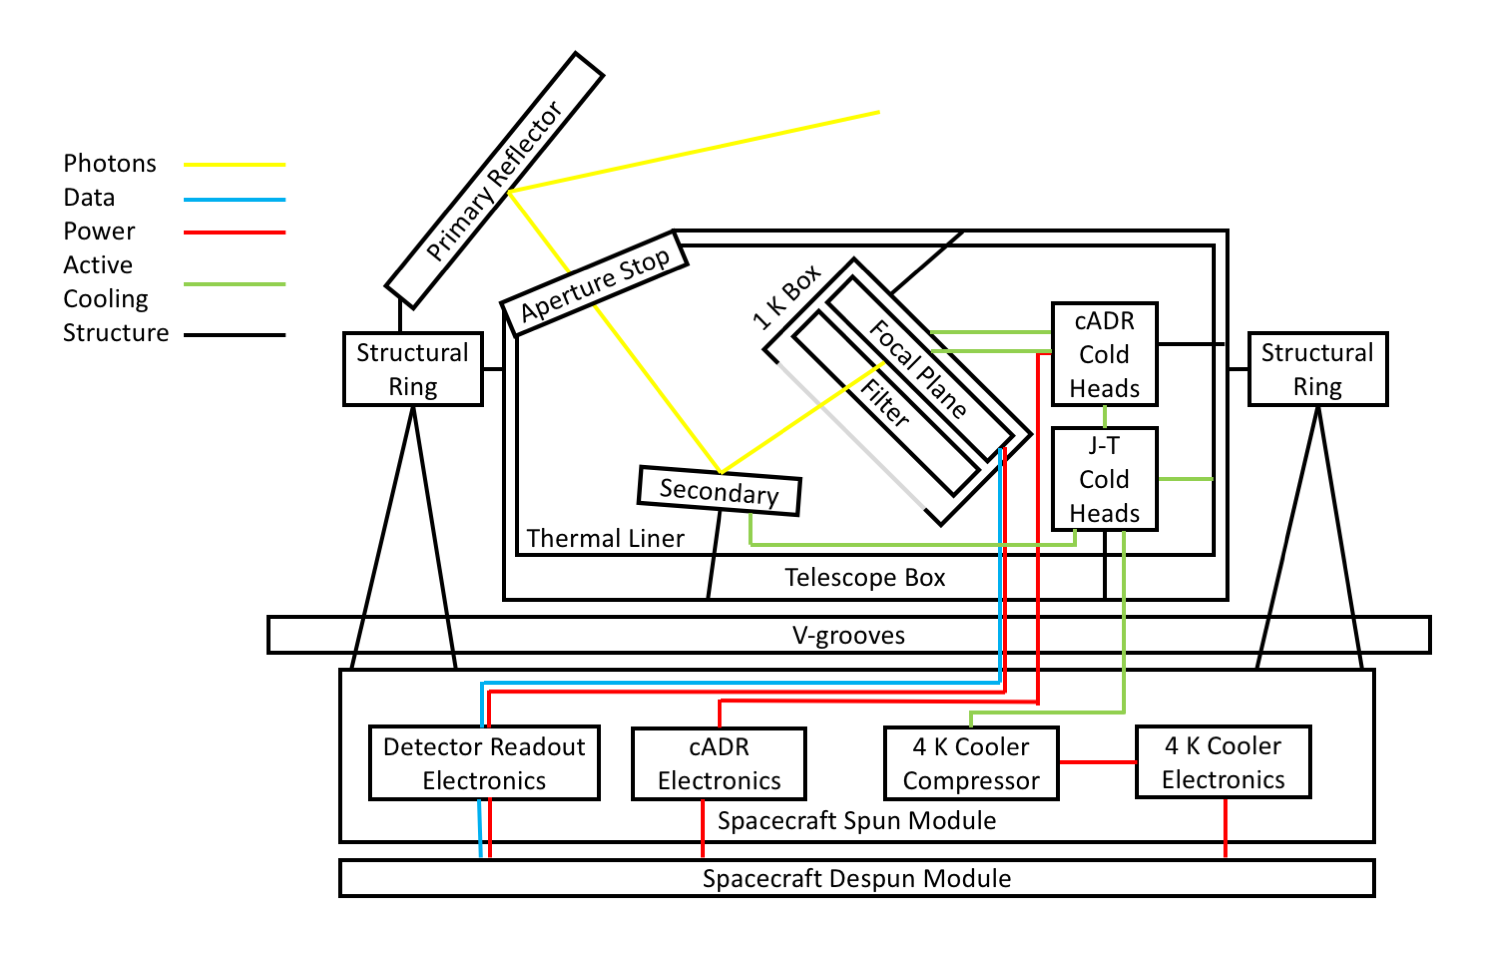 Photons
Data
Power
Active
Cooling
Structure
Primary Reflector
Aperture Stop
Structural
Ring
1 K Box
Focal Plane
Filter
cADR
Cold
Heads
Structural
Ring
J-T
Cold
Heads
Secondary
Thermal Liner
Telescope Box
V-grooves
Detector Readout
Electronics
cADR
Electronics
4 K Cooler
Compressor
4 K Cooler
Electronics
Spacecraft Spun Module
Spacecraft Despun Module